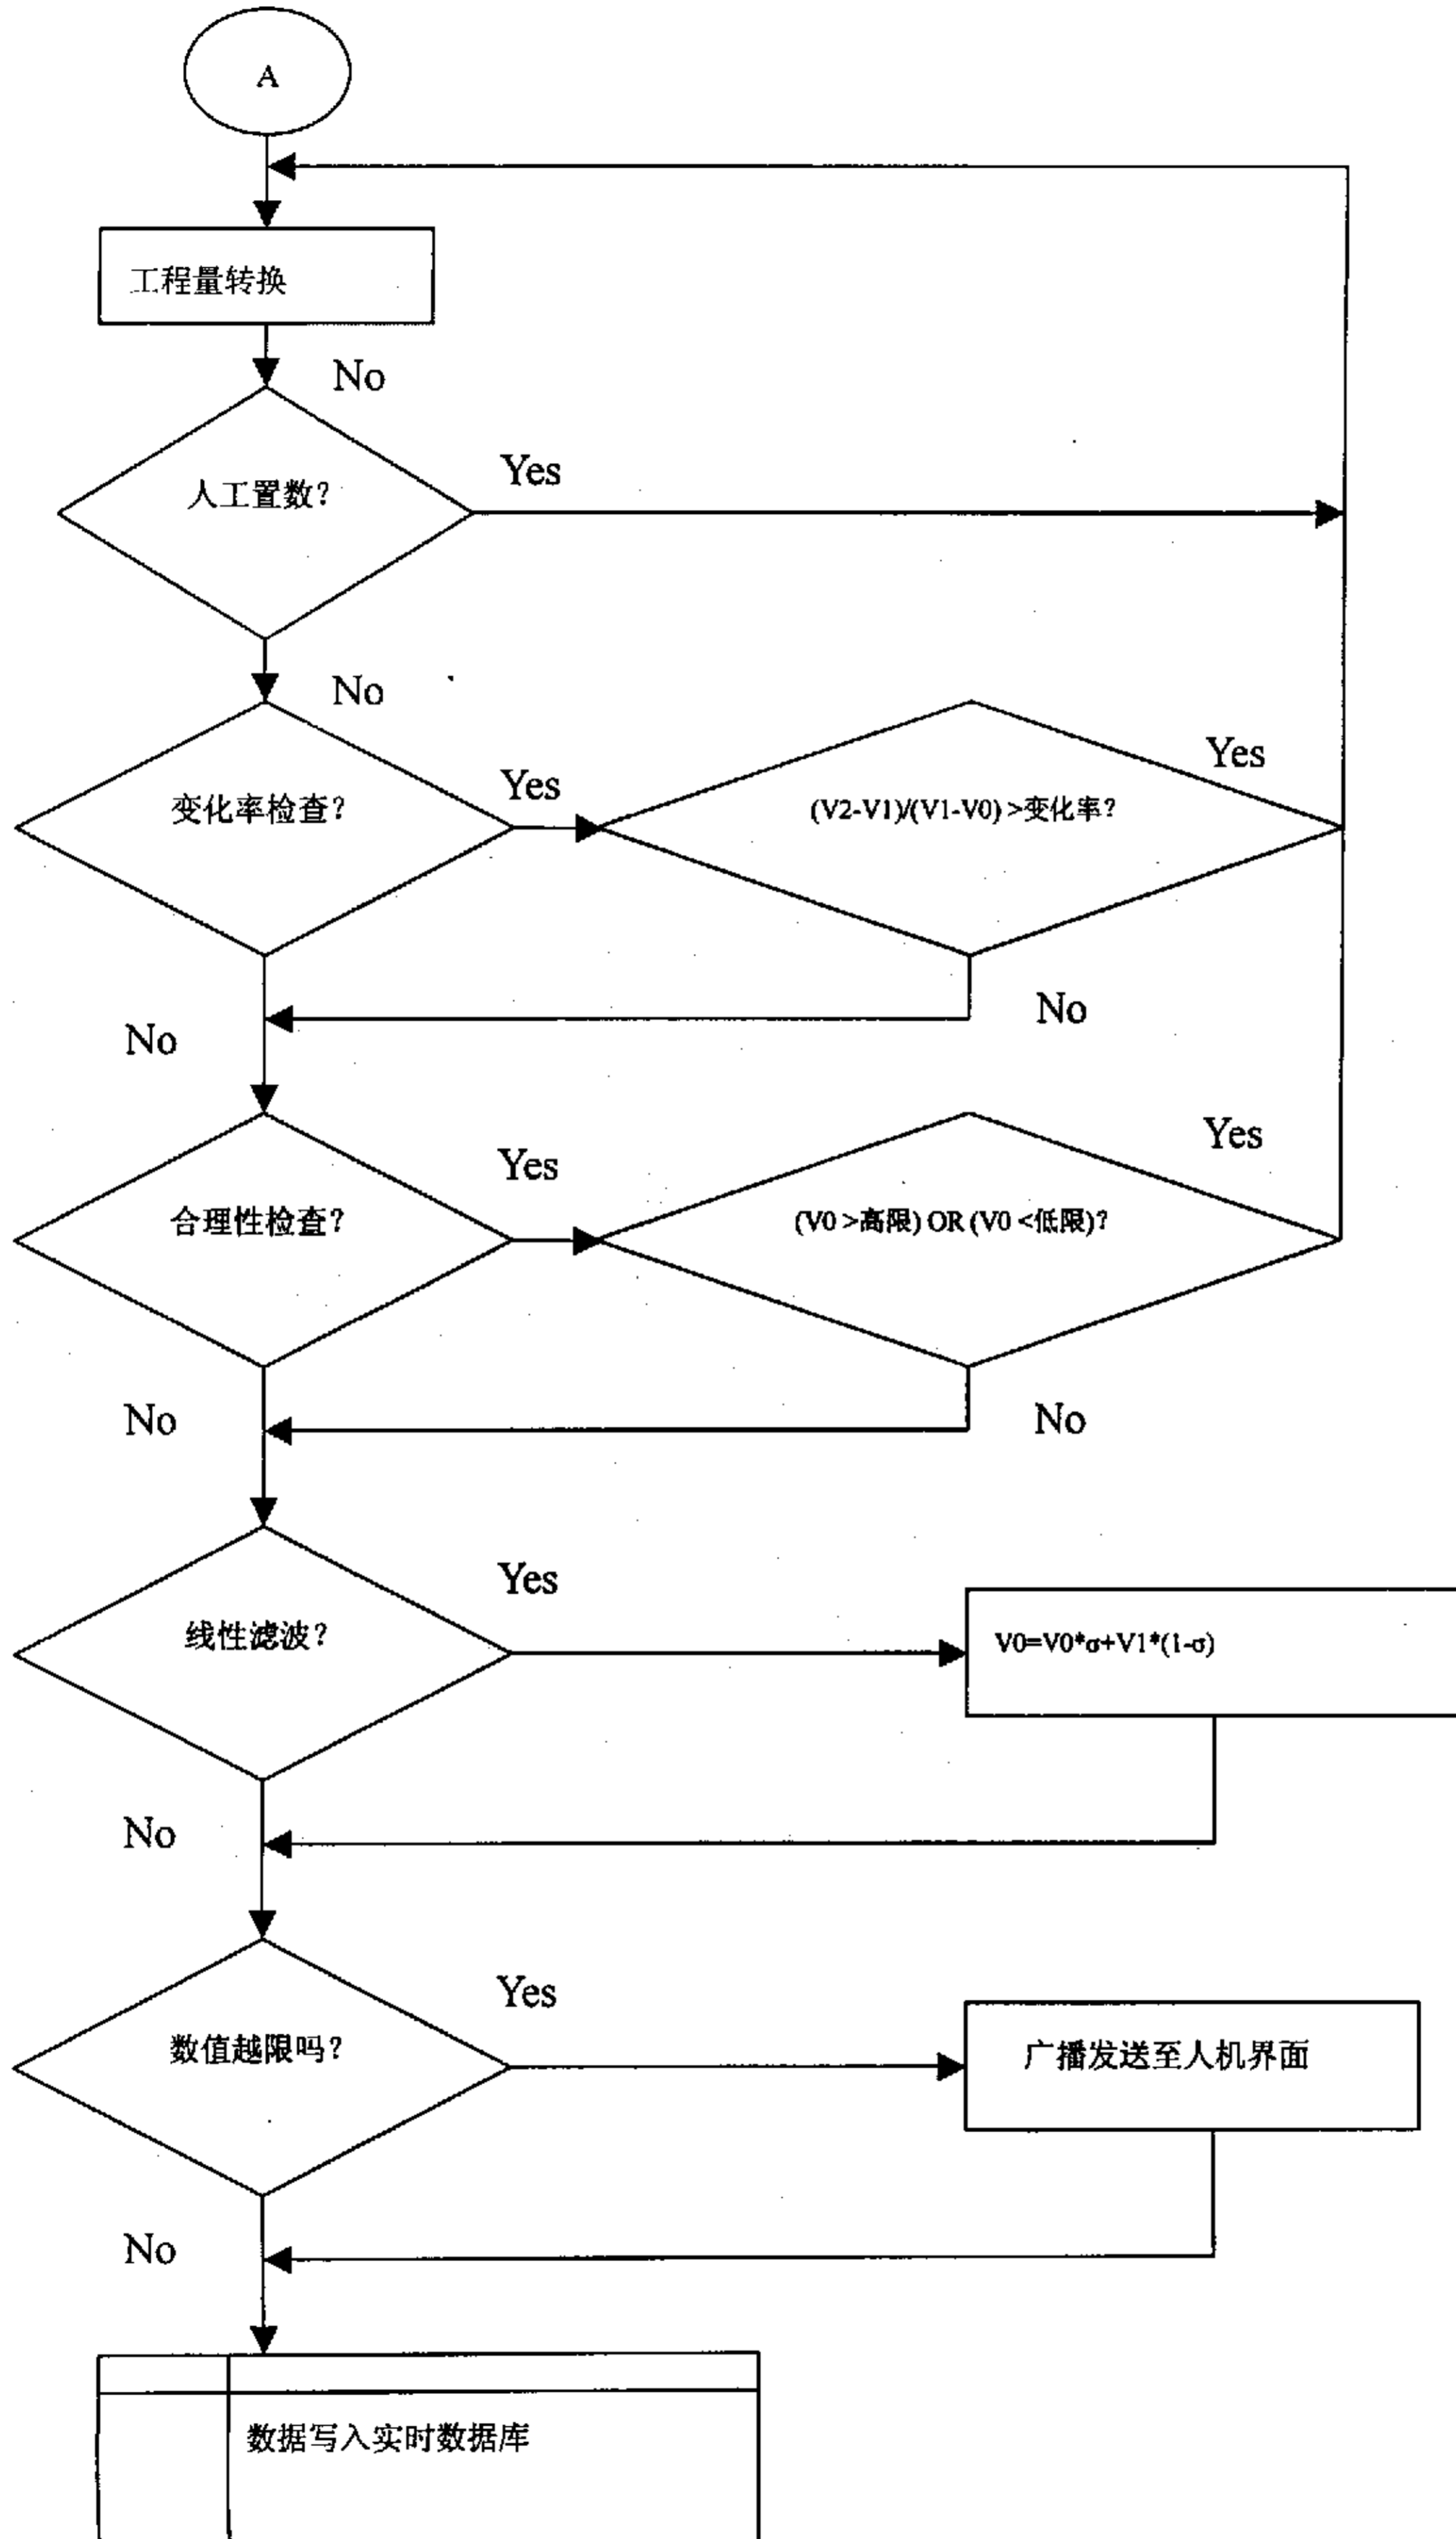 A
工程量转换
No
人工置数?
Yes
No
变化率检查?
Yes
(V2-V1)/(V1-V0) >变化率?
Yes
No
No
合理性检查?
Yes
(V0 >高限) OR (V0 <低限)?
Yes
No
No
线性滤波?
Yes
V0=V0*σ+V1*(1-σ)
No
数值越限吗?
Yes
广播发送至人机界面
No
数据写入实时数据库